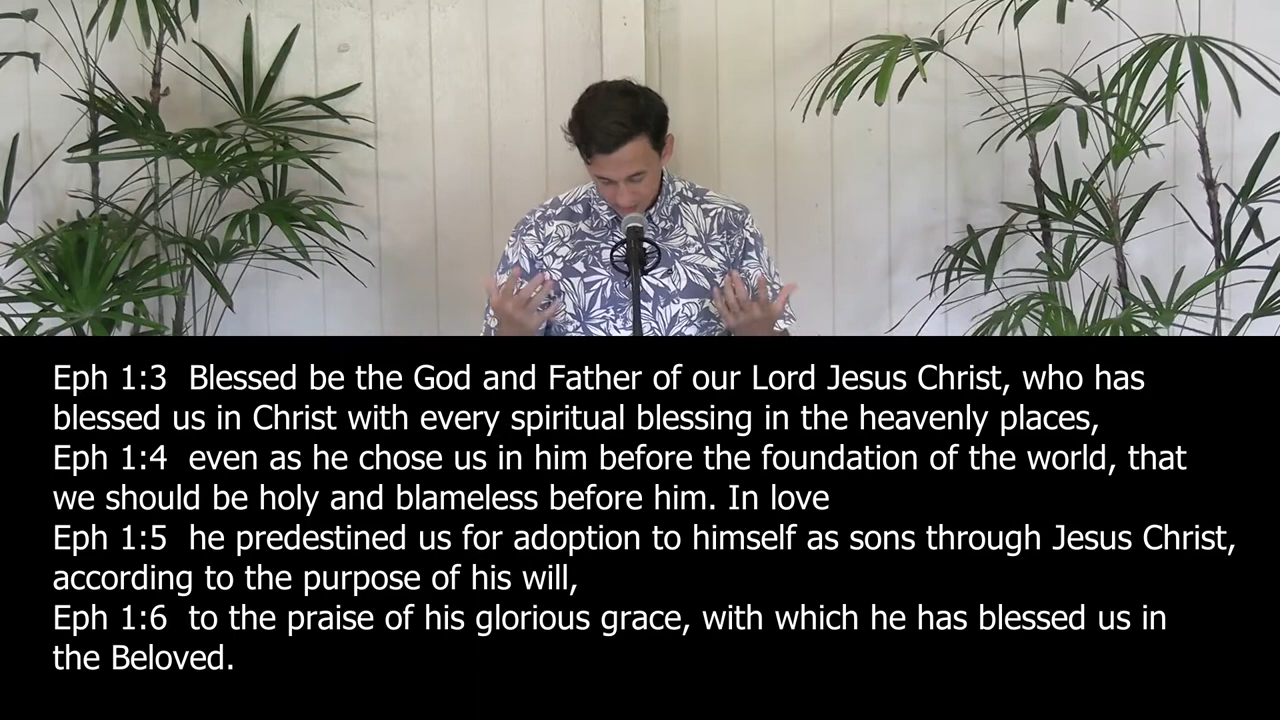 Eph 1:3  Blessed be the God and Father of our Lord Jesus Christ, who has
blessed us in Christ with every spiritual blessing in the heavenly places,
Eph 1:4  even as he chose us in him before the foundation of the world, that
we should be holy and blameless before him. In love
Eph 1:5  he predestined us for adoption to himself as sons through Jesus Christ,
according to the purpose of his will,
Eph 1:6  to the praise of his glorious grace, with which he has blessed us in
the Beloved.